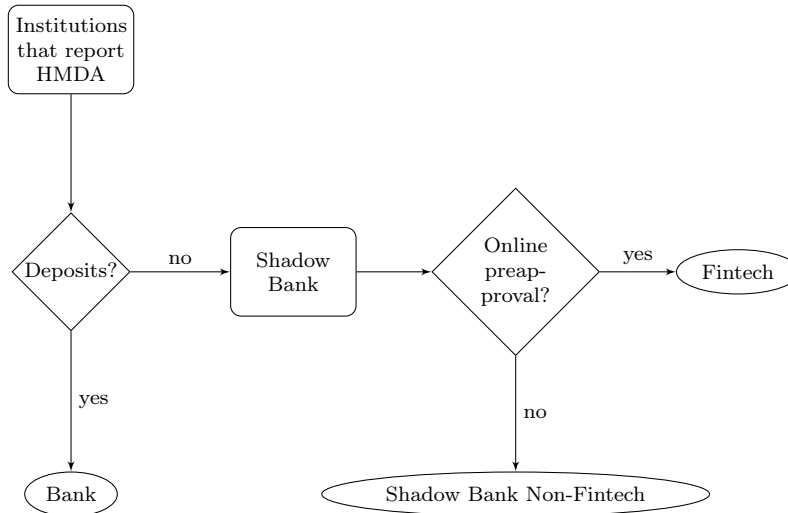 Institutions
that report
HMDA
Deposits?
no
Shadow
Bank
Online
preap-
proval?
yes
Fintech
yes
no
Bank
Shadow Bank Non-Fintech